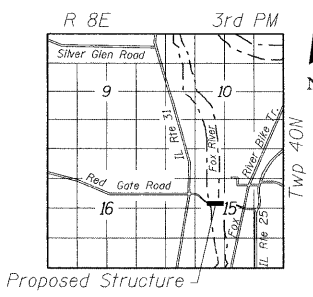 R 8E 3rd PM
Silver Glen Road
9
10
IL Rte 31
Fox River
Fox River Bike Tr.
Twp 40N
N
Red Gate Road
16
15
IL Rte 25
Proposed Structure